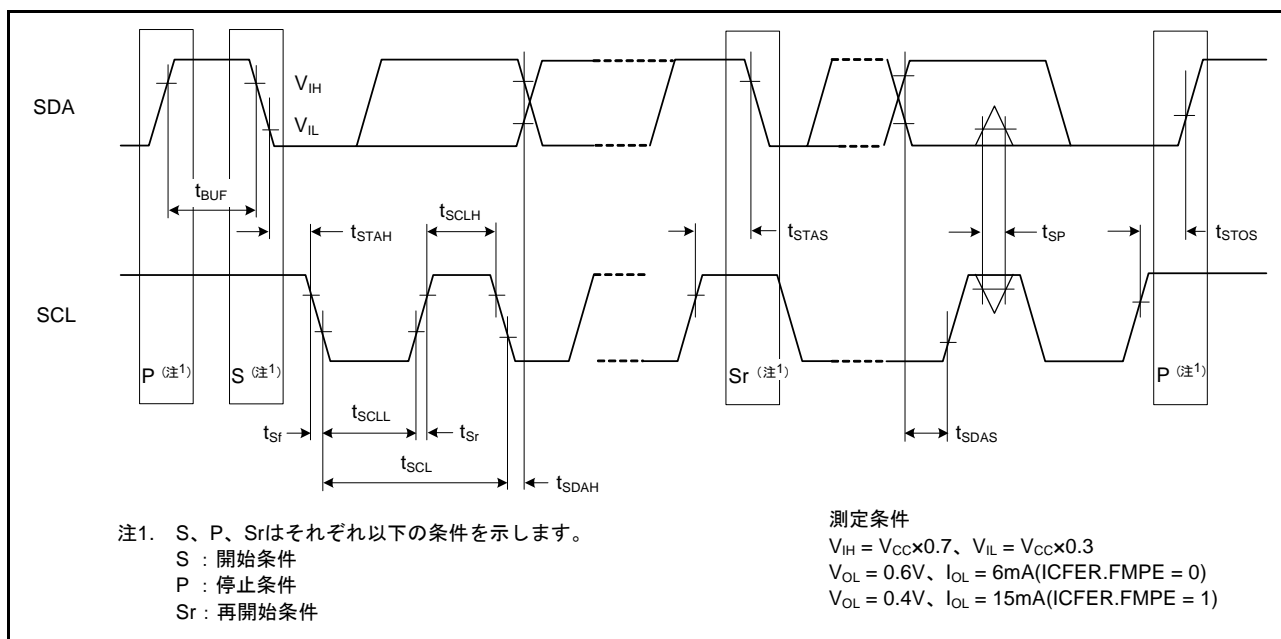 SDA
V_IH
V_IL
t_BUF
t_SCLH
t_STAH
t_STAS
t_SP
t_STOS
SCL
P（注1）
S（注1）
Sr（注1）
P（注1）
t_SCLL
t_Sf
t_Sr
t_SDAS
t_SCL
t_SDAH
注1. S、P、Srはそれぞれ以下の条件を示します。
S : 開始条件
P : 停止条件
Sr : 再開始条件
測定条件
V_IH = V_CC×0.7、V_IL = V_CC×0.3
V_OL = 0.6V、I_OL = 6mA(ICFER.FMPE = 0)
V_OL = 0.4V、I_OL = 15mA(ICFER.FMPE = 1)